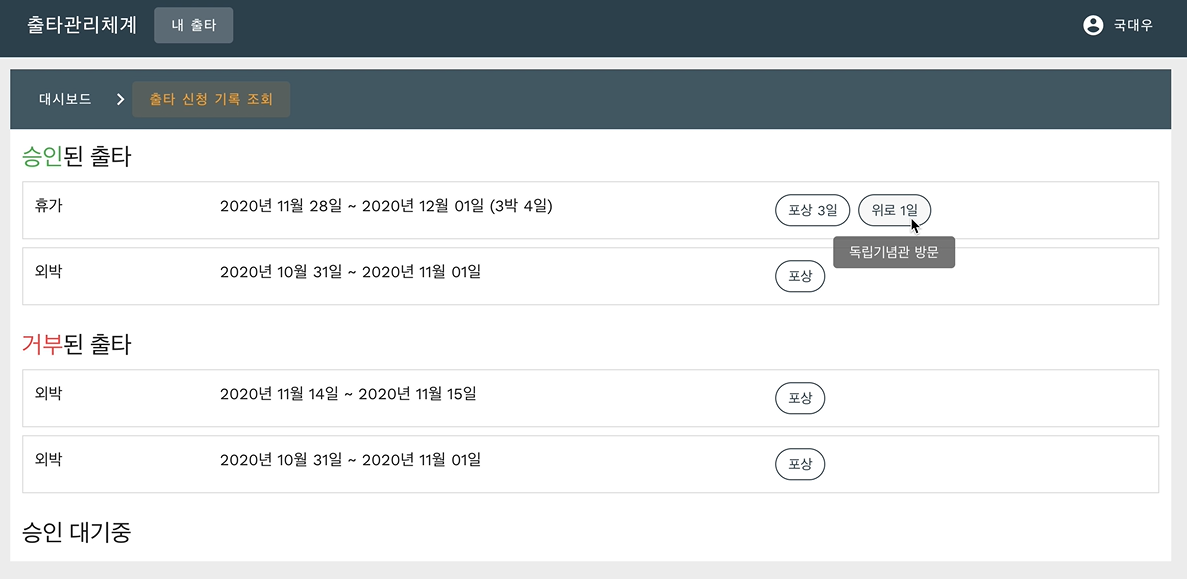 출타관리체계 내 출타 국대우
대시보드 출타 신청 기록 조회
승인된 출타
휴가 2020년 11월 28일 ~ 2020년 12월 01일 (3박 4일) 포상 3일 위로 1일
독립기념관 방문
외박 2020년 10월 31일 ~ 2020년 11월 01일 포상
거부된 출타
외박 2020년 11월 14일 ~ 2020년 11월 15일 포상
외박 2020년 10월 31일 ~ 2020년 11월 01일 포상
승인 대기중